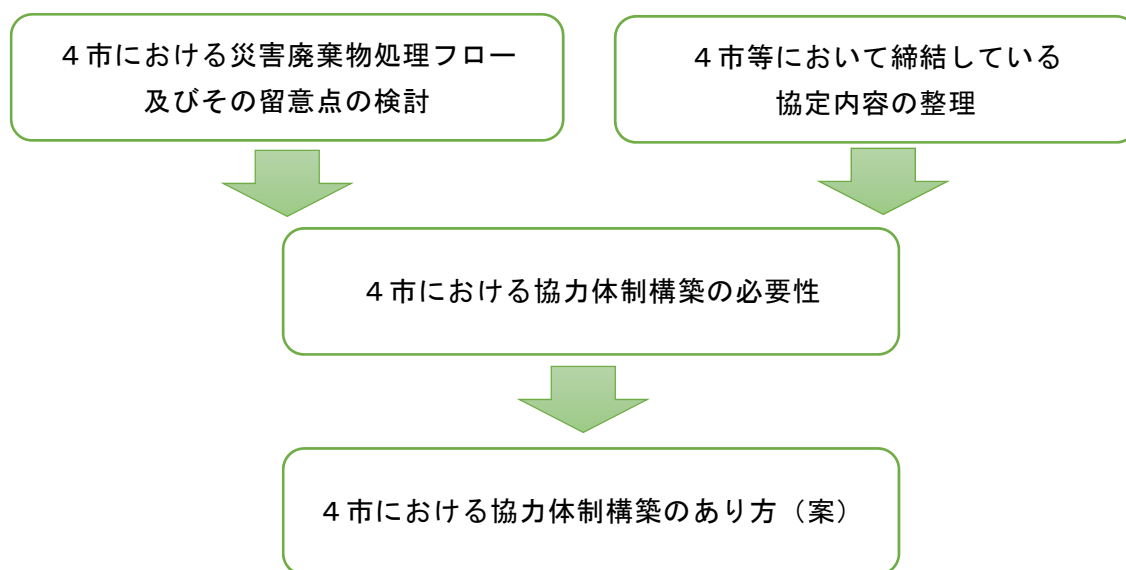 ４市における災害廃棄物処理フロー
及びその留意点の検討
４市等において締結している
協定内容の整理
４市における協力体制構築の必要性
４市における協力体制構築のあり方（案）